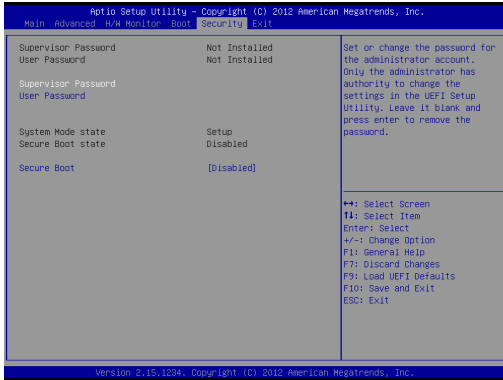 Aptio Setup Utility – Copyright (C) 2012 American Megatrends, Inc.
Main Advanced H/W Monitor Boot Security Exit
Supervisor Password Not Installed
User Password Not Installed
Supervisor Password
User Password
System Mode state Setup
Secure Boot state Disabled
Secure Boot [Disabled]
Set or change the password for
the administrator account.
Only the administrator has
authority to change the
settings in the UEFI Setup
Utility. Leave it blank and
press enter to remove the
password.
↔: Select Screen
↑↓: Select Item
Enter: Select
+/-: Change Option
F1: General Help
F7: Discard Changes
F9: Load UEFI Defaults
F10: Save and Exit
ESC: Exit
Version 2.15.1234. Copyright (C) 2012 American Megatrends, Inc.